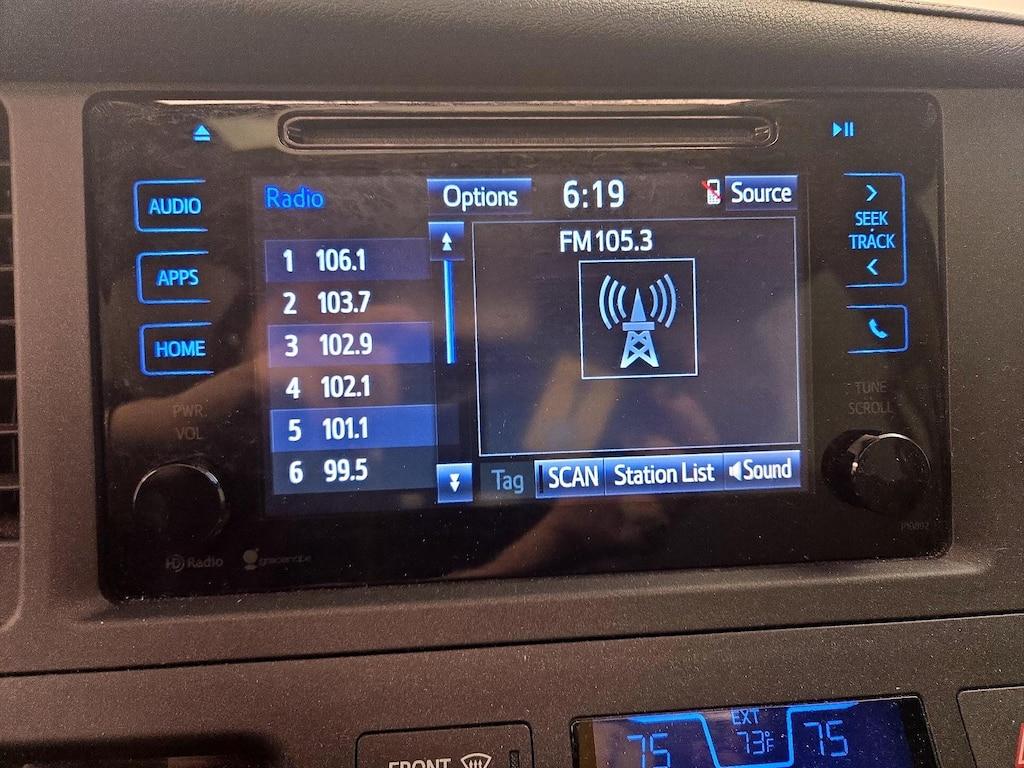 AUDIO
APPS
HOME
PWR
VOL
Radio
Options
6:19
Source
1 106.1
2 103.7
3 102.9
4 102.1
5 101.1
6 99.5
FM 105.3
Tag
SCAN
Station List
Sound
SEEK
TRACK
TUNE
SCROLL
HD Radio
gracenote
FRONT
75
EXT
73°F
75